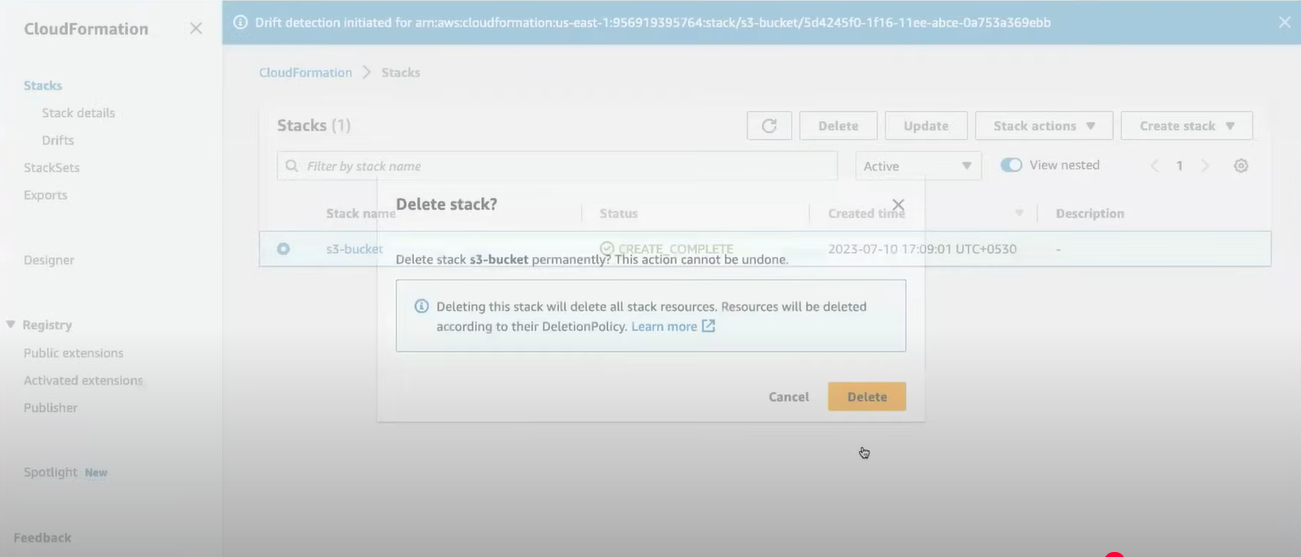 CloudFormation
Drift detection initiated for arn:aws:cloudformation:us-east-1:956919395764:stack/s3-bucket/5d4245f0-1f16-11ee-abce-0a753a369ebb
Stacks
Stack details
Drifts
StackSets
Exports
Designer
Registry
Public extensions
Activated extensions
Publisher
Spotlight New
Feedback
CloudFormation > Stacks
Stacks (1)
Delete
Update
Stack actions
Create stack
Filter by stack name
Active
View nested
1
Stack name
Status
Created time
Description
s3-bucket
CREATE_COMPLETE
2023-07-10 17:09:01 UTC+0530
-
Delete stack?
Delete stack s3-bucket permanently? This action cannot be undone.
Deleting this stack will delete all stack resources. Resources will be deleted
according to their DeletionPolicy. Learn more
Cancel
Delete